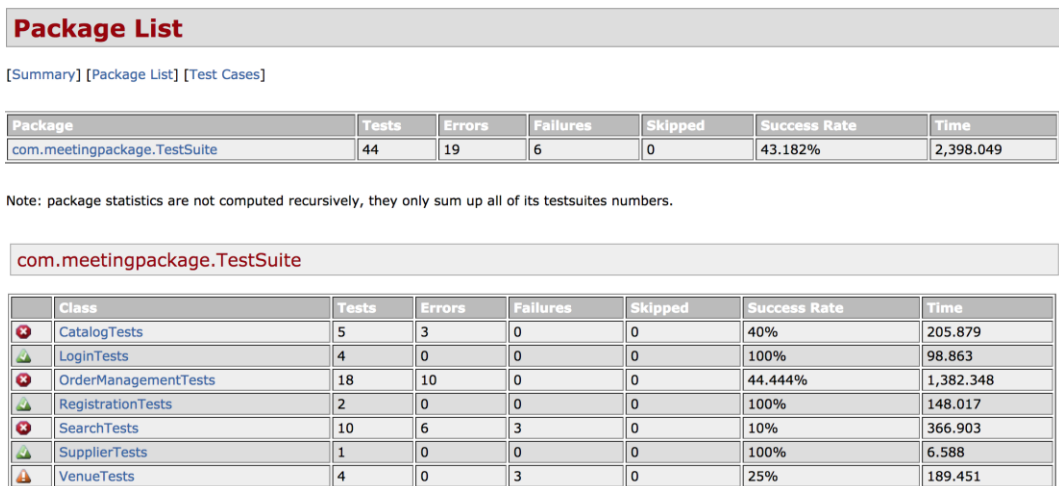 Package List
[Summary] [Package List] [Test Cases]
Package Tests Errors Failures Skipped Success Rate Time
com.meetingpackage.TestSuite 44 19 6 0 43.182% 2,398.049
Note: package statistics are not computed recursively, they only sum up all of its testsuites numbers.
com.meetingpackage.TestSuite
Class Tests Errors Failures Skipped Success Rate Time
CatalogTests 5 3 0 0 40% 205.879
LoginTests 4 0 0 0 100% 98.863
OrderManagementTests 18 10 0 0 44.444% 1,382.348
RegistrationTests 2 0 0 0 100% 148.017
SearchTests 10 6 3 0 10% 366.903
SupplierTests 1 0 0 0 100% 6.588
VenueTests 4 0 3 0 25% 189.451